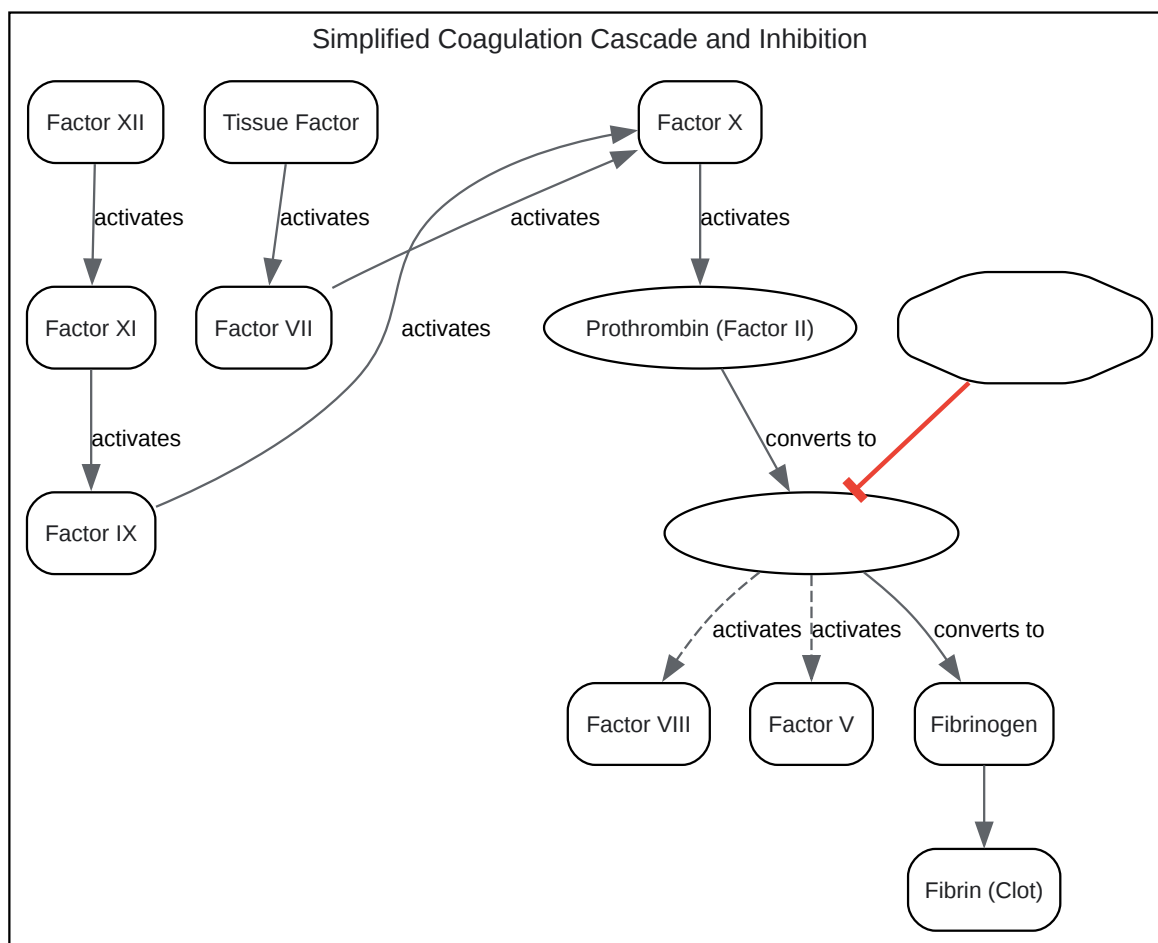 Simplified Coagulation Cascade and Inhibition
Factor XII
Tissue Factor
Factor X
activates
activates
activates
activates
Factor XI
Factor VII
activates
Prothrombin (Factor II)
activates
converts to
Factor IX
activates
activates
converts to
Factor VIII
Factor V
Fibrinogen
Fibrin (Clot)